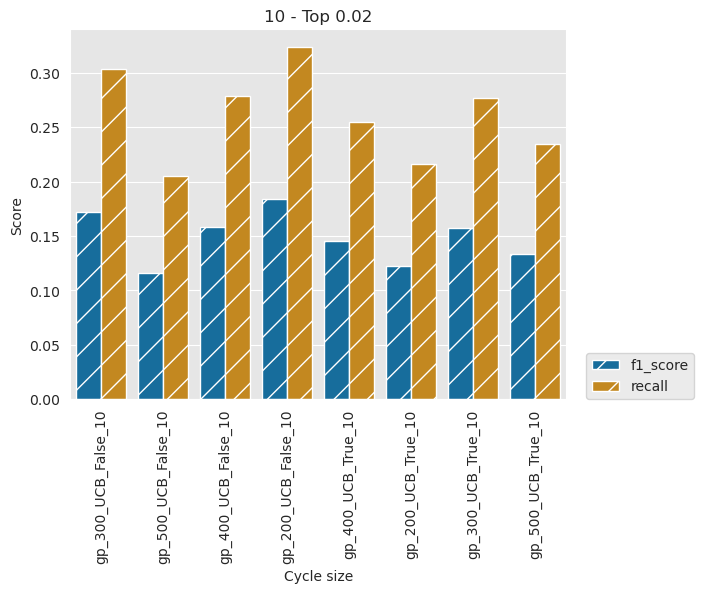 10 - Top 0.02
Score
0.30
0.25
0.20
0.15
0.10
0.05
0.00
gp_300_UCB_False_10
gp_500_UCB_False_10
gp_400_UCB_False_10
gp_200_UCB_False_10
gp_400_UCB_True_10
gp_200_UCB_True_10
gp_300_UCB_True_10
gp_500_UCB_True_10
Cycle size
f1_score
recall